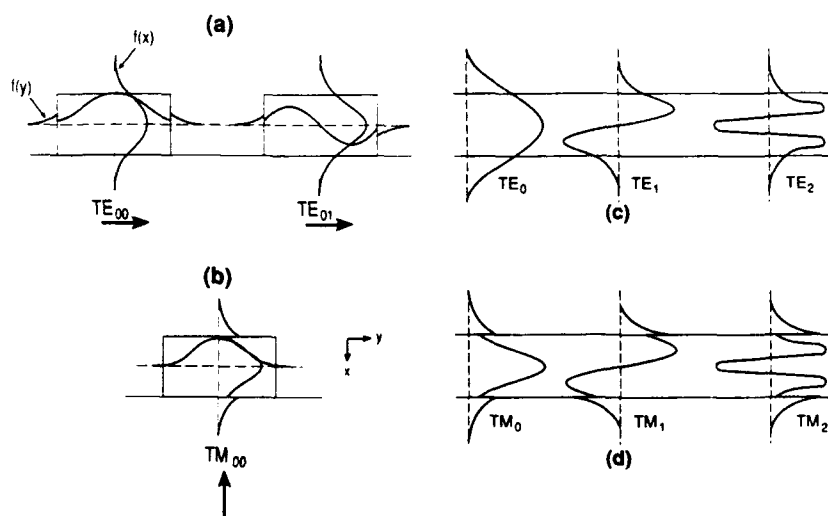 (a)
f(x)
f(y)
TE₀₀
TE₀₁
TE₀
TE₁
TE₂
(c)
(b)
y
x
TM₀₀
TM₀
TM₁
TM₂
(d)